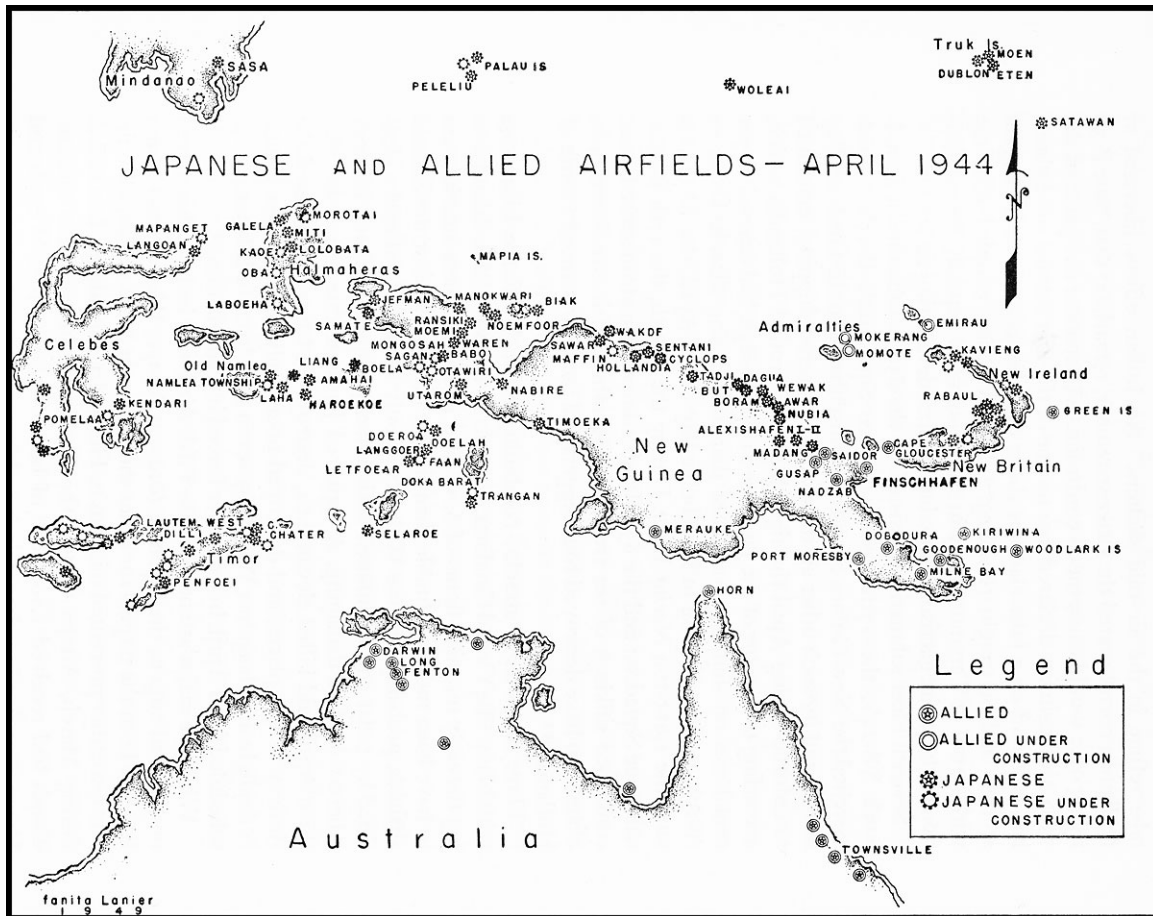 Truk Is.
MOEN
DUBLON
ETEN
SASA
Mindanao
PALAU IS
PELELIU
WOLEAI
SATAWAN
JAPANESE AND ALLIED AIRFIELDS — APRIL 1944
N
MAPANGET
LANGOAN
GALELA
MOROTAI
MITI
KAOE
LOLOBATA
OBA
Halmaheras
LABOEHA
MAPIA IS.
JEFMAN
SAMATE
MANOKWARI
BIAK
RANSIKI
NOEMFOOR
MOEMI
MONGOSAH
WAREN
SAGAN
BABO
OTAWIRI
UTAROM
NABIRE
TIMOEKA
WAKDF
SAWAR
MAFFIN
SENTANI
HOLLANDIA
CYCLOPS
Admiralties
EMIRAU
MOKERANG
MOMOTE
KAVIENG
New Ireland
RABAUL
GREEN IS
Celebes
Old Namlea
LIANG
BOELA
NAMLEA TOWNSHIP
AMAHAI
LAHA
HAROEKOE
KENDARI
POMELAA
TADJI
DAGUA
BUT
WEWAK
BORAM
AWAR
NUBIA
ALEXISHAFEN I-II
MADANG
SAIDOR
CAPE
GLOUCESTER
New Britain
GUSAP
FINSCHHAFEN
NADZAB
New
Guinea
DOEROA
DOELAH
LANGGOER
LETFOEAR
FAAN
DOKA BARAT
TRANGAN
LAUTEM WEST
DILLI
CHATER
Timor
PENFOEI
SELAROE
MERAUKE
DOBODURA
KIRIWINA
GOODENOUGH
WOODLARK IS
PORT MORESBY
MILNE BAY
HORN
DARWIN
LONG
FENTON
Australia
TOWNSVILLE
Legend
ALLIED
ALLIED UNDER
CONSTRUCTION
JAPANESE
JAPANESE UNDER
CONSTRUCTION
fanita Lanier
1949